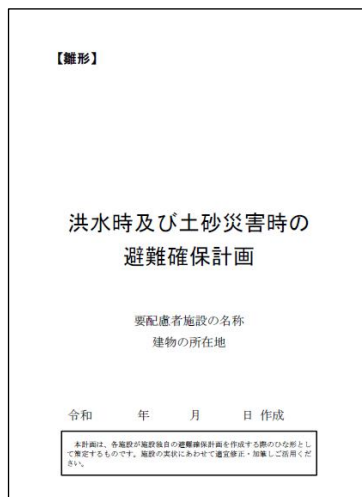 【雛形】
洪水時及び土砂災害時の
避難確保計画
要配慮者施設の名称
建物の所在地
令和　　年　　月　　日 作成
本計画は、各施設が施設独自の避難確保計画を作成する際のひな形とし
て策定するものです。施設の実状にあわせて適宜修正・加筆しご活用くだ
さい。